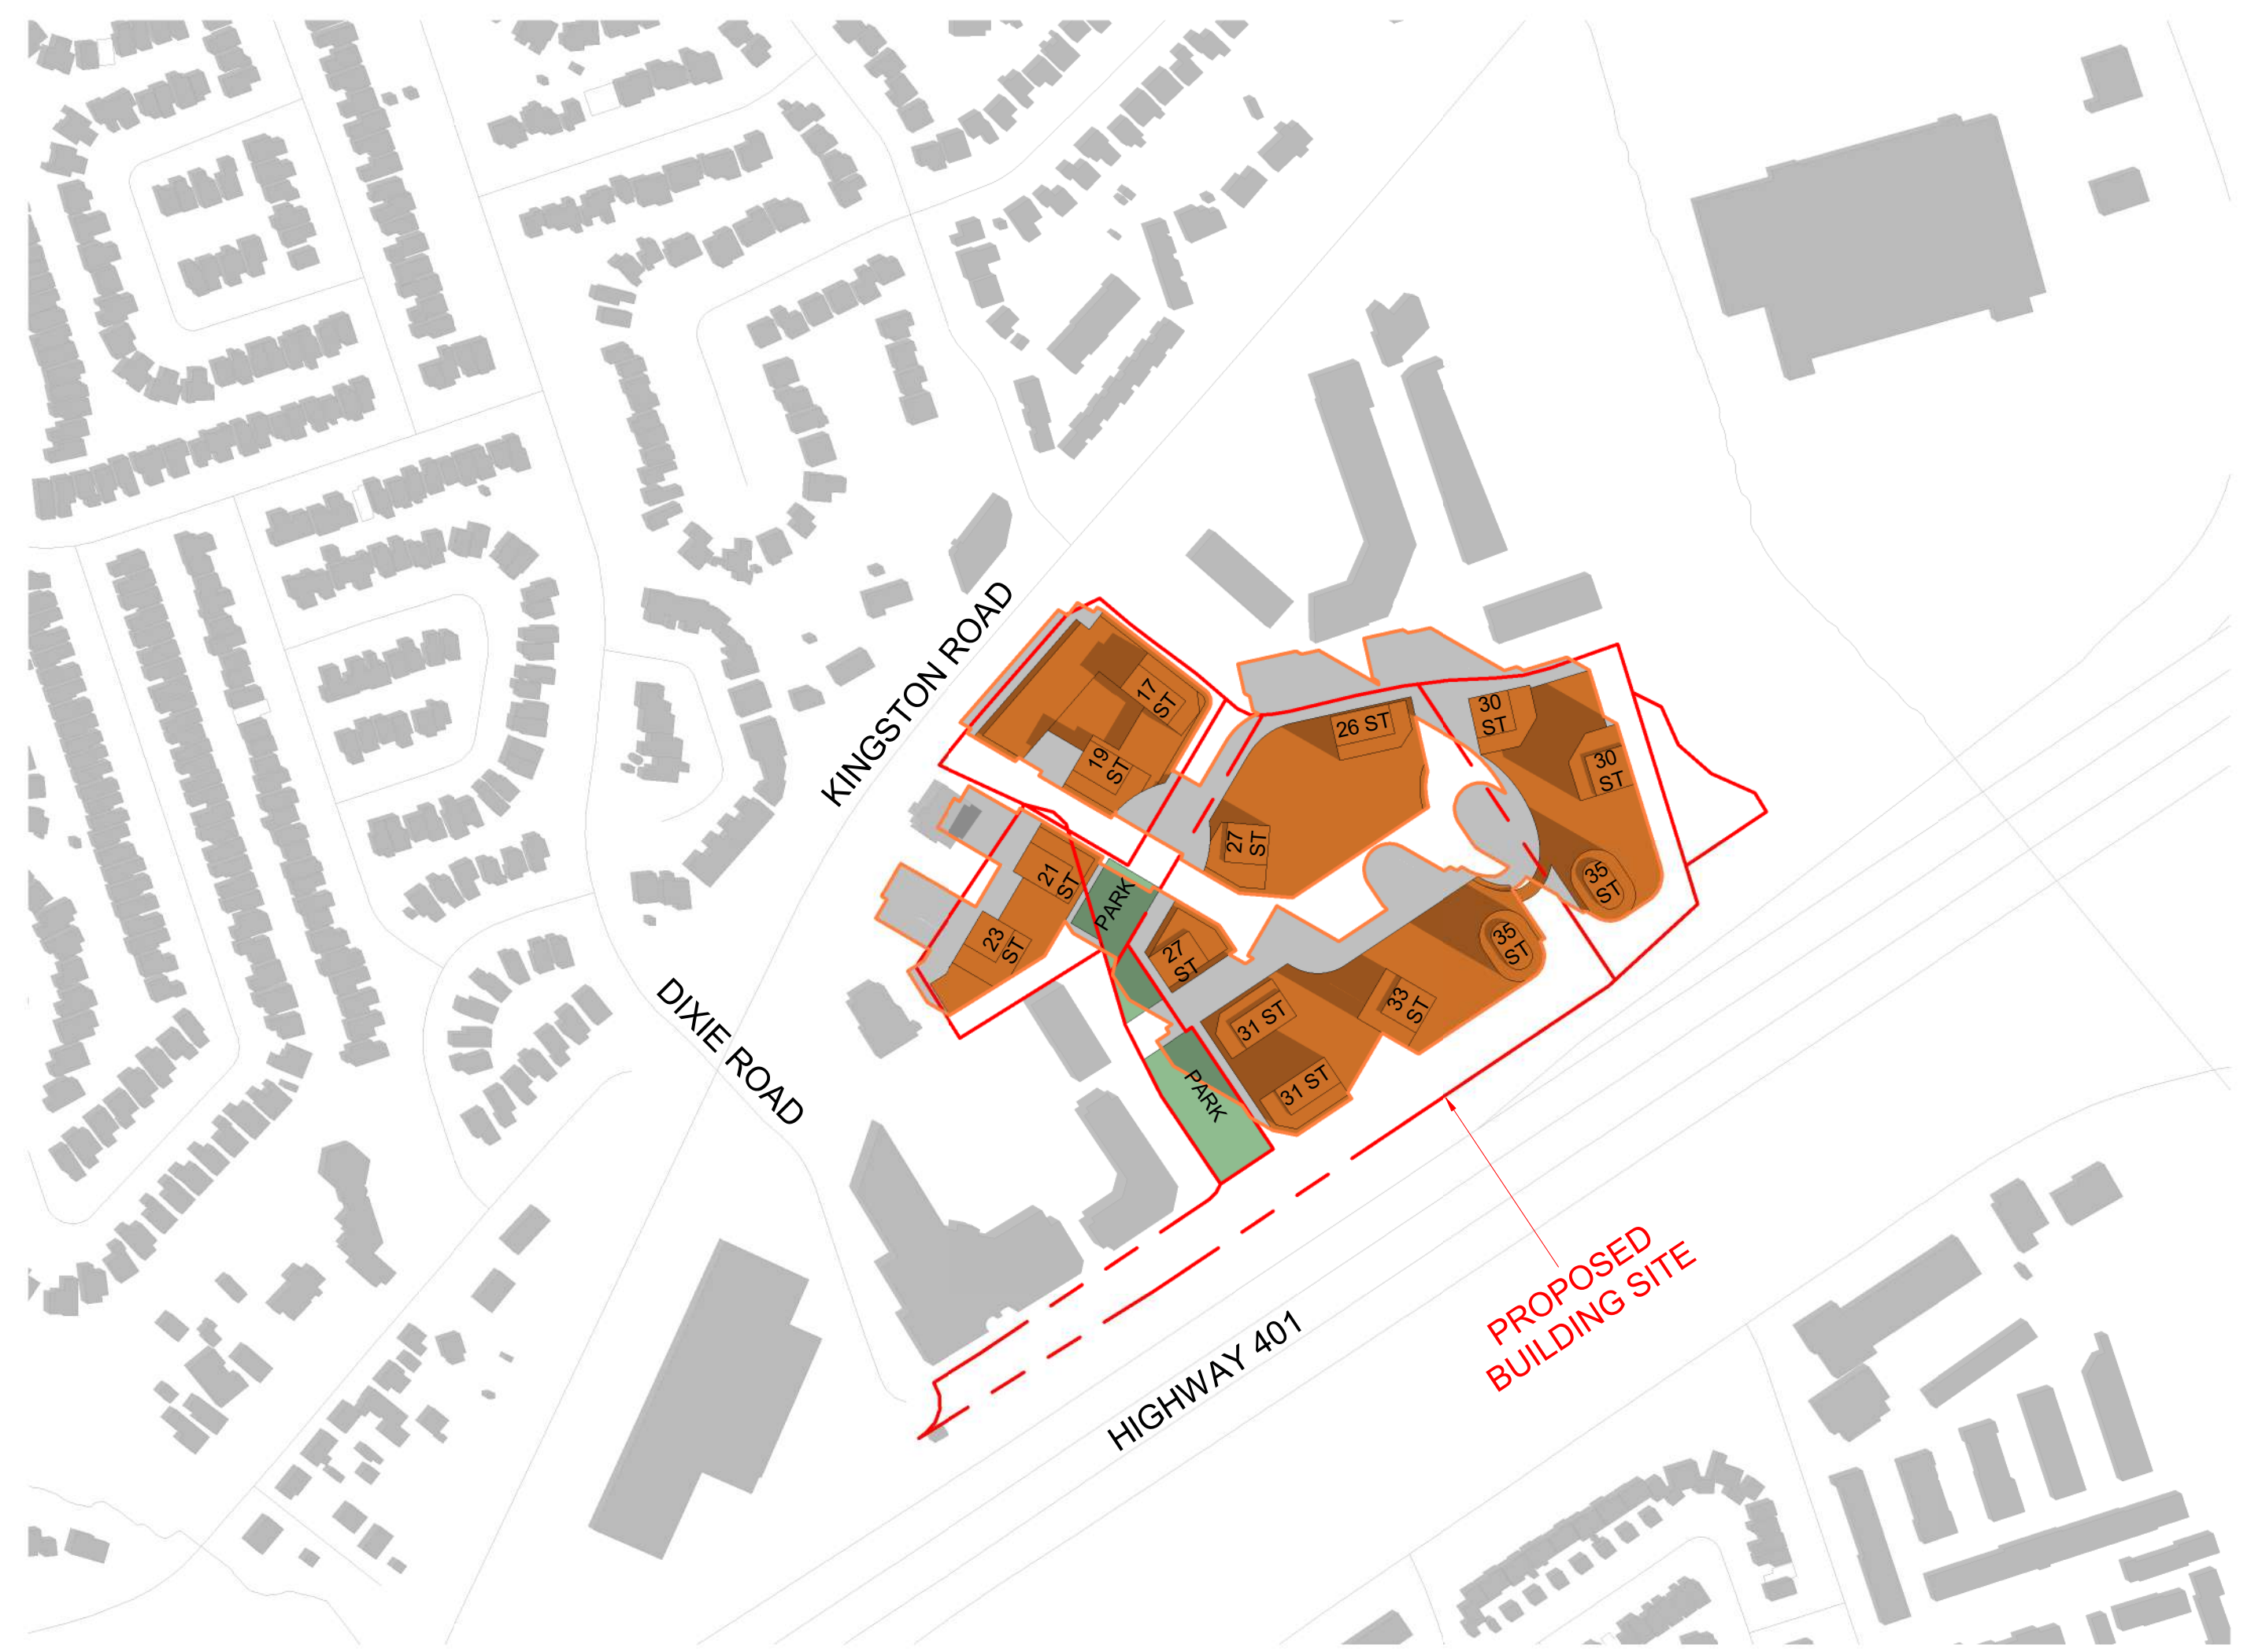 KINGSTON ROAD
17
ST
19
ST
26 ST
30
ST
30
ST
27
ST
35
ST
21
ST
PARK
23
ST
27
ST
35
ST
33
ST
31 ST
31 ST
PARK
DIXIE ROAD
PROPOSED
BUILDING SITE
HIGHWAY 401